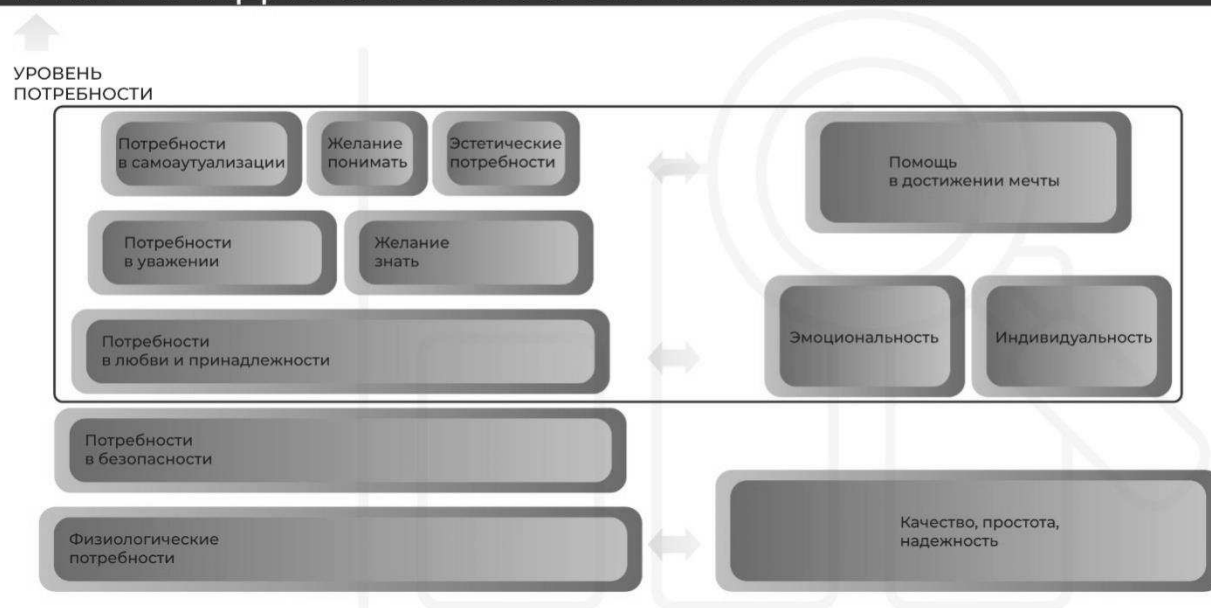 УРОВЕНЬ
ПОТРЕБНОСТИ
Потребности
в самоаутуализации
Желание
понимать
Эстетические
потребности
Помощь
в достижении мечты
Потребности
в уважении
Желание
знать
Потребности
в любви и принадлежности
Эмоциональность
Индивидуальность
Потребности
в безопасности
Физиологические
потребности
Качество, простота,
надежность